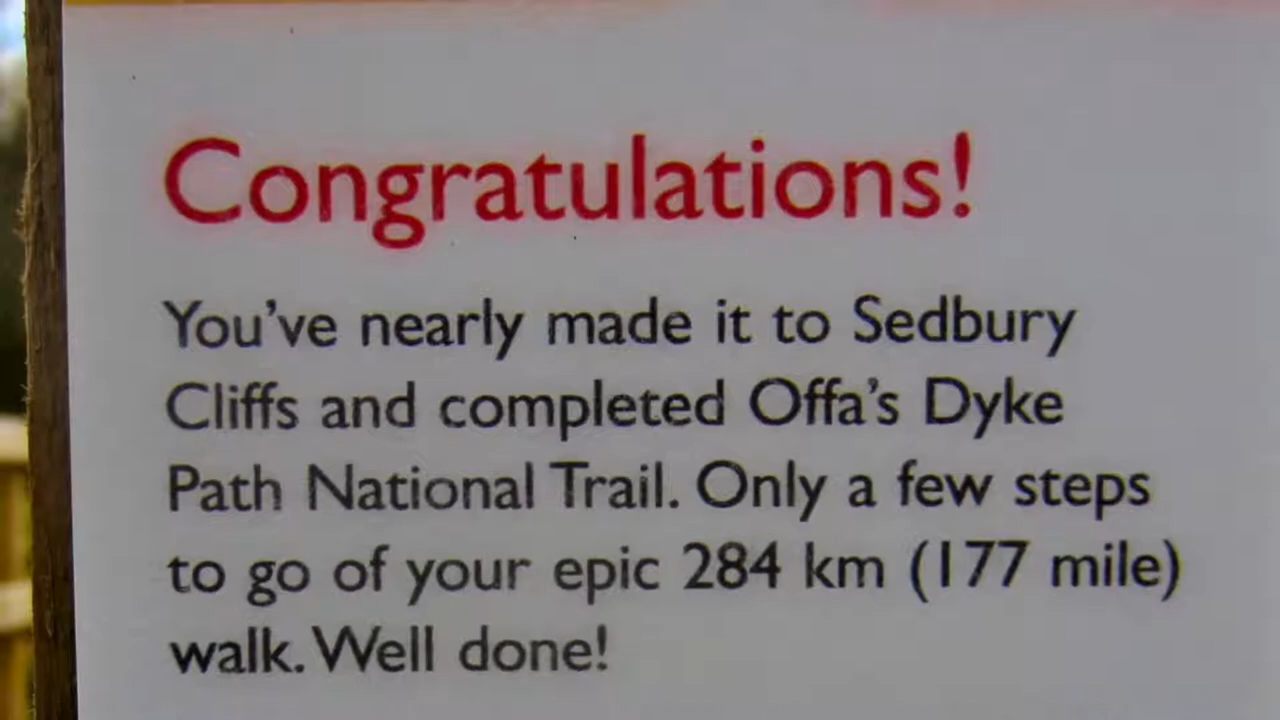 Congratulations!
You've nearly made it to Sedbury
Cliffs and completed Offa's Dyke
Path National Trail. Only a few steps
to go of your epic 284 km (177 mile)
walk. Well done!